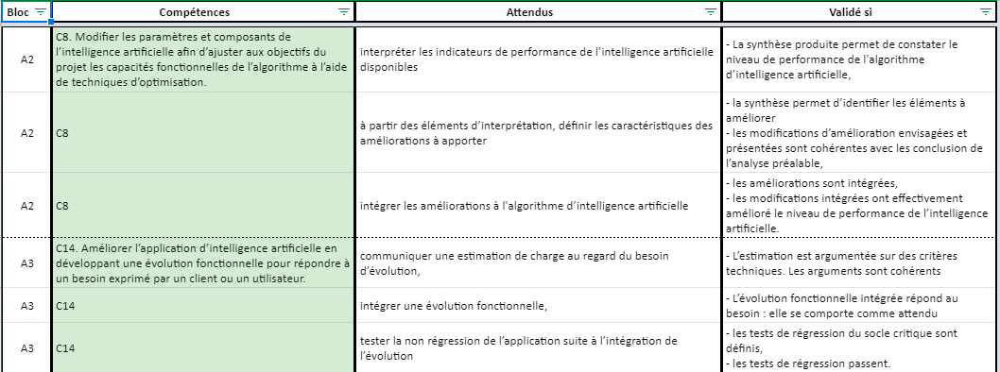 Bloc
Compétences
Attendus
Validé si
A2
C8. Modifier les paramètres et composants de
l’intelligence artificielle afin d’ajuster aux objectifs du
projet les capacités fonctionnelles de l’algorithme à l’aide
de techniques d’optimisation.
interpréter les indicateurs de performance de l’intelligence artificielle
disponibles
- La synthèse produite permet de constater le
niveau de performance de l'algorithme
d’intelligence artificielle,
A2
C8
à partir des éléments d’interprétation, définir les caractéristiques des
améliorations à apporter
- la synthèse permet d’identifier les éléments à
améliorer
- les modifications d’amélioration envisagées et
présentées sont cohérentes avec les conclusion de
l’analyse préalable,
A2
C8
intégrer les améliorations à l'algorithme d’intelligence artificielle
- les améliorations sont intégrées,
- les modifications intégrées ont effectivement
amélioré le niveau de performance de l’intelligence
artificielle.
A3
C14. Améliorer l’application d’intelligence artificielle en
développant une évolution fonctionnelle pour répondre à
un besoin exprimé par un client ou un utilisateur.
communiquer une estimation de charge au regard du besoin
d’évolution,
- L’estimation est argumentée sur des critères
techniques. Les arguments sont cohérents
A3
C14
intégrer une évolution fonctionnelle,
- L’évolution fonctionnelle intégrée répond au
besoin : elle se comporte comme attendu
A3
C14
tester la non régression de l’application suite à l’intégration de
l’évolution
- les tests de régression du socle critique sont
définis,
- les tests de régression passent.